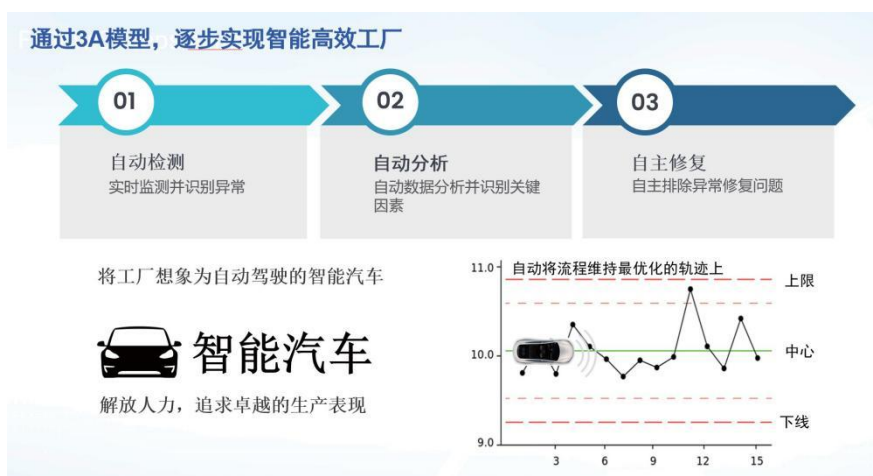 通过3A模型，逐步实现智能高效工厂
01
02
03
自动检测
实时监测并识别异常
自动分析
自动数据分析并识别关键
因素
自主修复
自主排除异常修复问题
将工厂想象为自动驾驶的智能汽车
智能汽车
解放人力，追求卓越的生产表现
自动将流程维持最优化的轨迹上
11.0
10.0
9.0
上限
中心
下线
3 6 9 12 15